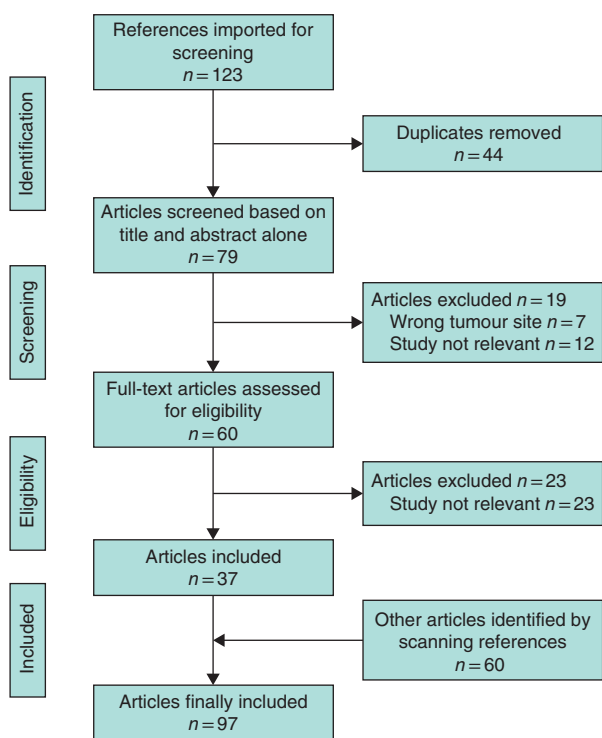 References imported for
screening
n=123
Identification
Duplicates removed
n=44
Articles screened based on
title and abstract alone
n=79
Screening
Articles excluded n=19
Wrong tumour site n=7
Study not relevant n=12
Full-text articles assessed
for eligibility
n=60
Eligibility
Articles excluded n=23
Study not relevant n=23
Articles included
n=37
Included
Other articles identified by
scanning references
n=60
Articles finally included
n=97